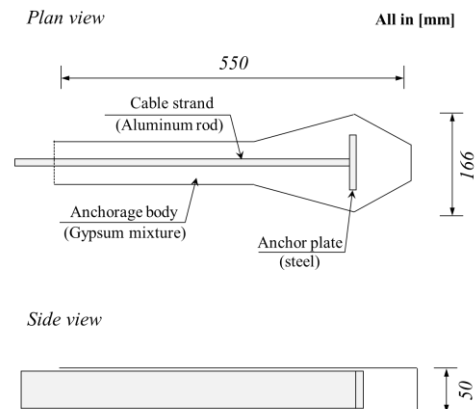 Plan view
All in [mm]
550
Cable strand
(Aluminum rod)
166
Anchorage body
(Gypsum mixture)
Anchor plate
(steel)
Side view
50